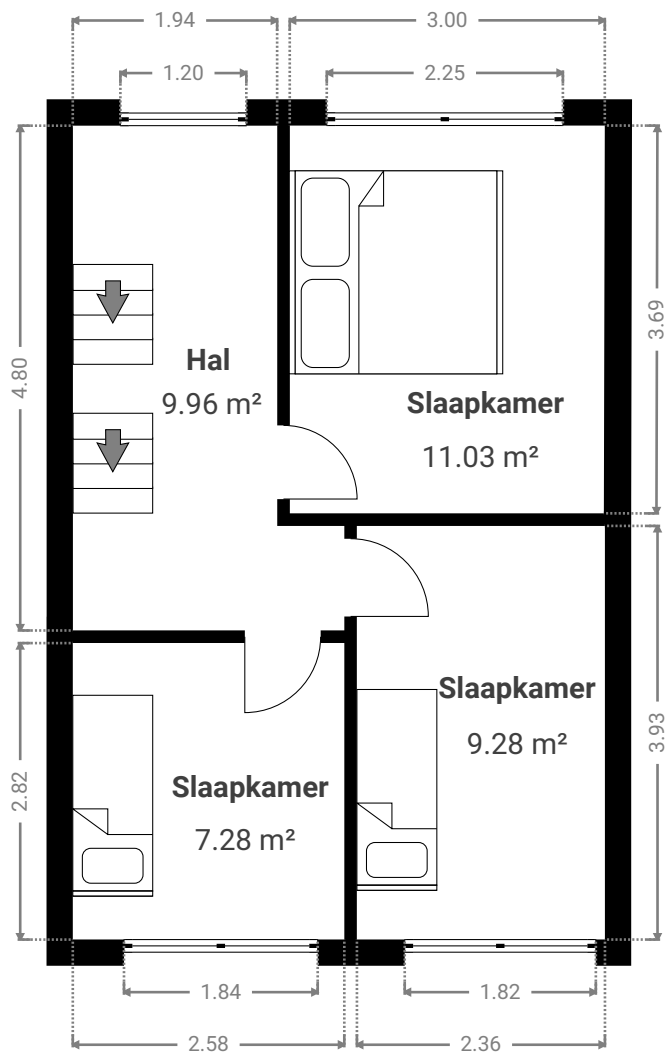 1.94
3.00
1.20
2.25
4.80
3.69
Hal
9.96 m²
Slaapkamer
11.03 m²
Slaapkamer
9.28 m²
3.93
2.82
Slaapkamer
7.28 m²
1.84
1.82
2.58
2.36